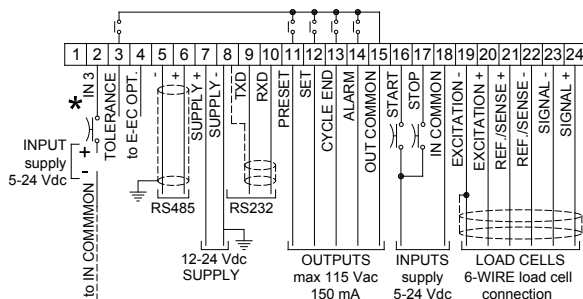 1 2 3 4 5 6 7 8 9 10 11 12 13 14 15 16 17 18 19 20 21 22 23 24
*
IN 3
TOLERANCE
to E-EC OPT.
-
+
SUPPLY +
SUPPLY -
TXD
RXD
PRESET
SET
CYCLE END
ALARM
OUT COMMON
START
STOP
IN COMMON
EXCITATION -
EXCITATION +
REF./SENSE +
REF./SENSE -
SIGNAL -
SIGNAL +
INPUT
supply
5-24 Vdc
+
-
to IN COMMMON
RS485
RS232
12-24 Vdc
SUPPLY
OUTPUTS
max 115 Vac
150 mA
INPUTS
supply
5-24 Vdc
LOAD CELLS
6-WIRE load cell
connection